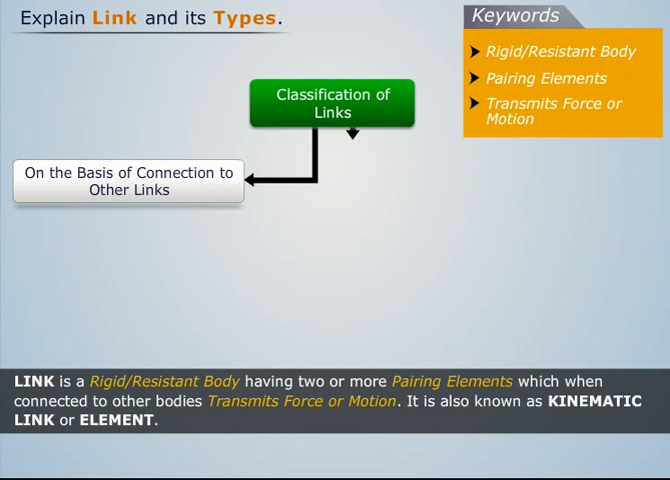 Explain Link and its Types.
Keywords
Rigid/Resistant Body
Pairing Elements
Transmits Force or
Motion
Classification of
Links
On the Basis of Connection to
Other Links
LINK is a Rigid/Resistant Body having two or more Pairing Elements which when
connected to other bodies Transmits Force or Motion. It is also known as KINEMATIC
LINK or ELEMENT.